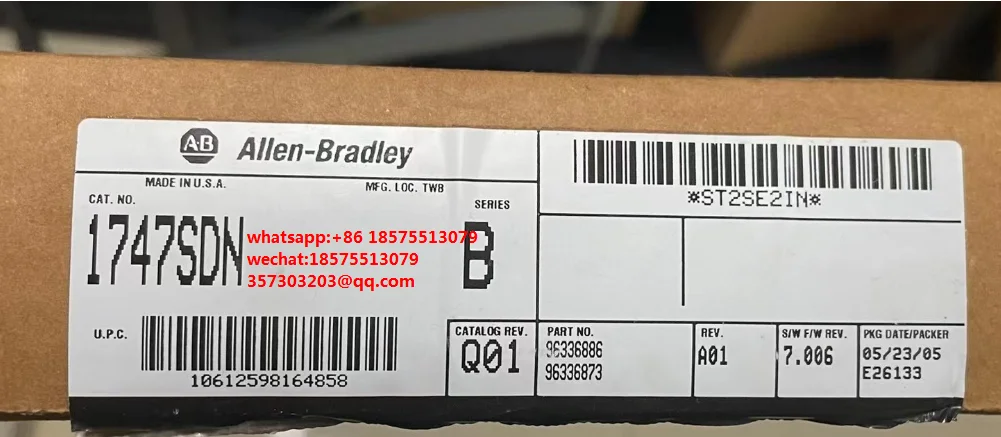 A-B Allen-Bradley
MADE IN U.S.A. MFG. LOC. TWB
CAT. NO. SERIES
1747SDN B
whatsapp:+86 18575513079
wechat:18575513079
357303203@qq.com
*ST2SE2IN*
U.P.C.
10612598164858
CATALOG REV.
Q01
PART NO.
96336886
96336873
REV.
A01
S/W F/W REV.
7.006
PKG DATE/PACKER
05/23/05
E26133